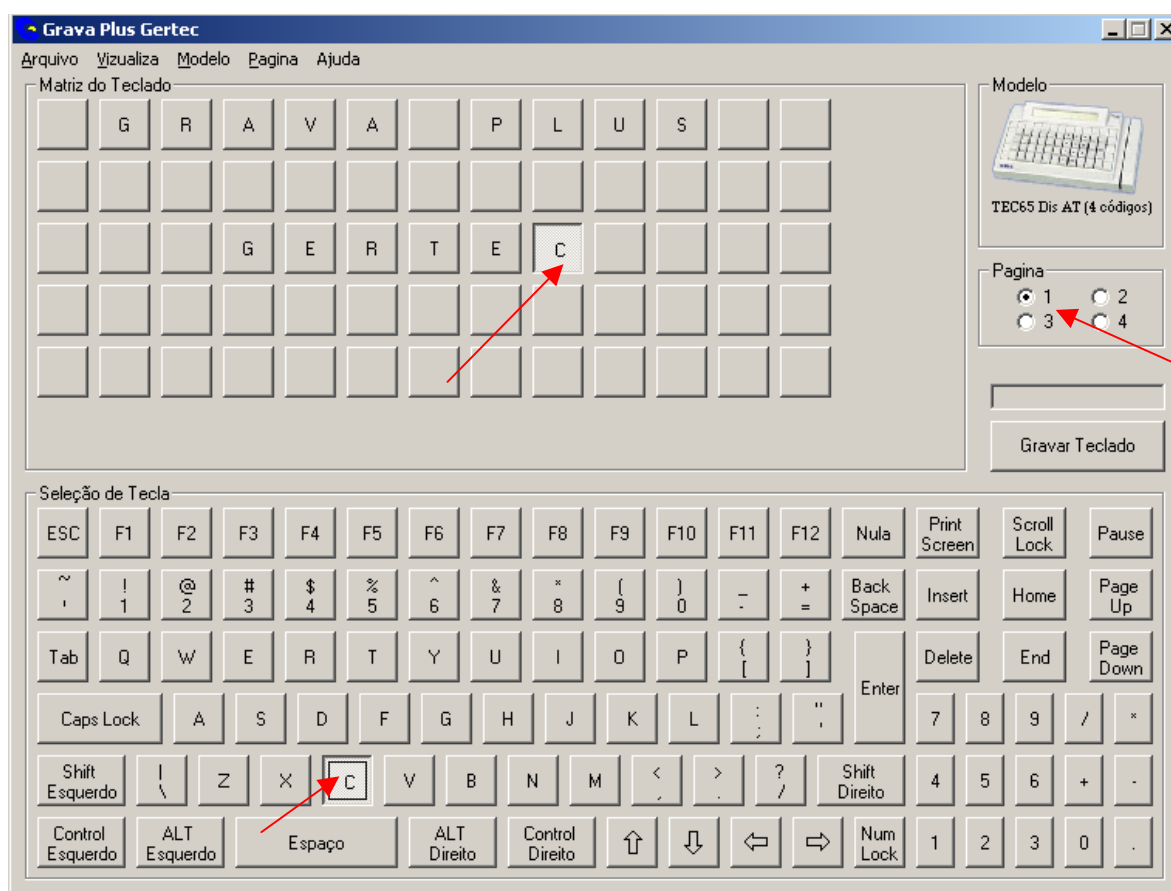 Grava Plus Gertec
Arquivo Vizualiza Modelo Pagina Ajuda
Matriz do Teclado
G R A V A P L U S
G E R T E C
Modelo
TEC65 Dis AT (4 códigos)
Pagina
1 2
3 4
Gravar Teclado
Seleção de Tecla
ESC F1 F2 F3 F4 F5 F6 F7 F8 F9 F10 F11 F12 Nula Print Screen Scroll Lock Pause
~ ! @ # $ % ^ & * ( ) _ +
' 1 2 3 4 5 6 7 8 9 0 - = Back Space Insert Home Page Up
Tab Q W E R T Y U I O P { [ } ] Enter Delete End Page Down
Caps Lock A S D F G H J K L : ; " ' 7 8 9 / *
Shift Esquerdo | \ Z X C V B N M < , > . ? / Shift Direito 4 5 6 + -
Control Esquerdo ALT Esquerdo Espaço ALT Direito Control Direito ⇧ ⇩ ⇦ ⇨ Num Lock 1 2 3 0 .